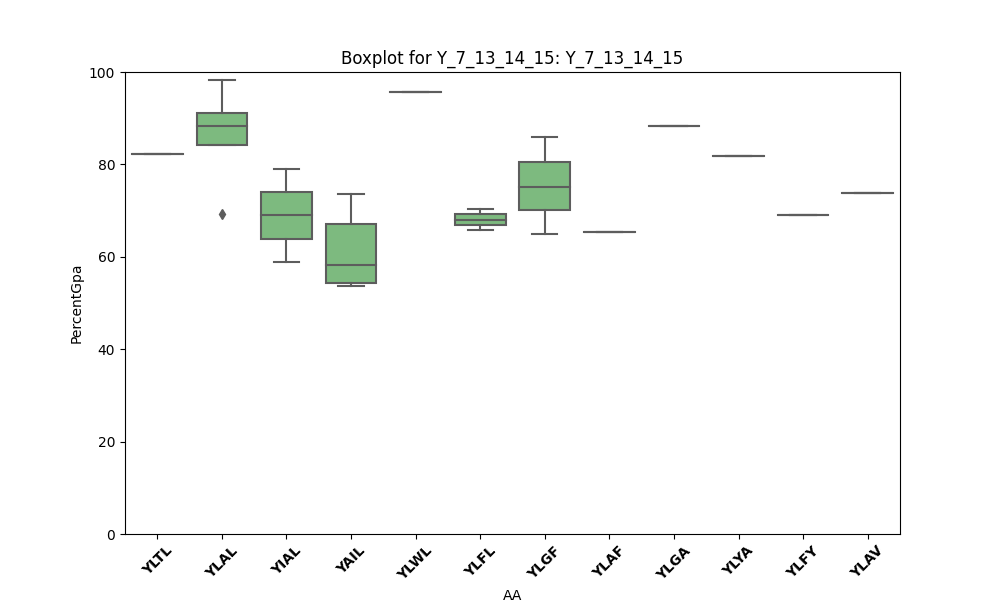 Boxplot for Y_7_13_14_15: Y_7_13_14_15
PercentGpa
100
80
60
40
20
0
YLTL
YLAL
YIAL
YAIL
YLWL
YLFL
YLGF
YLAF
YLGA
YLYA
YLFY
YLAV
AA